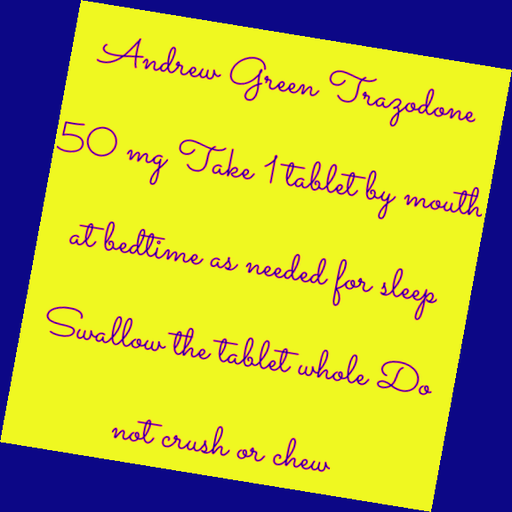 Andrew Green Trazodone
50 mg Take 1 tablet by mouth
at bedtime as needed for sleep
Swallow the tablet whole Do
not crush or chew